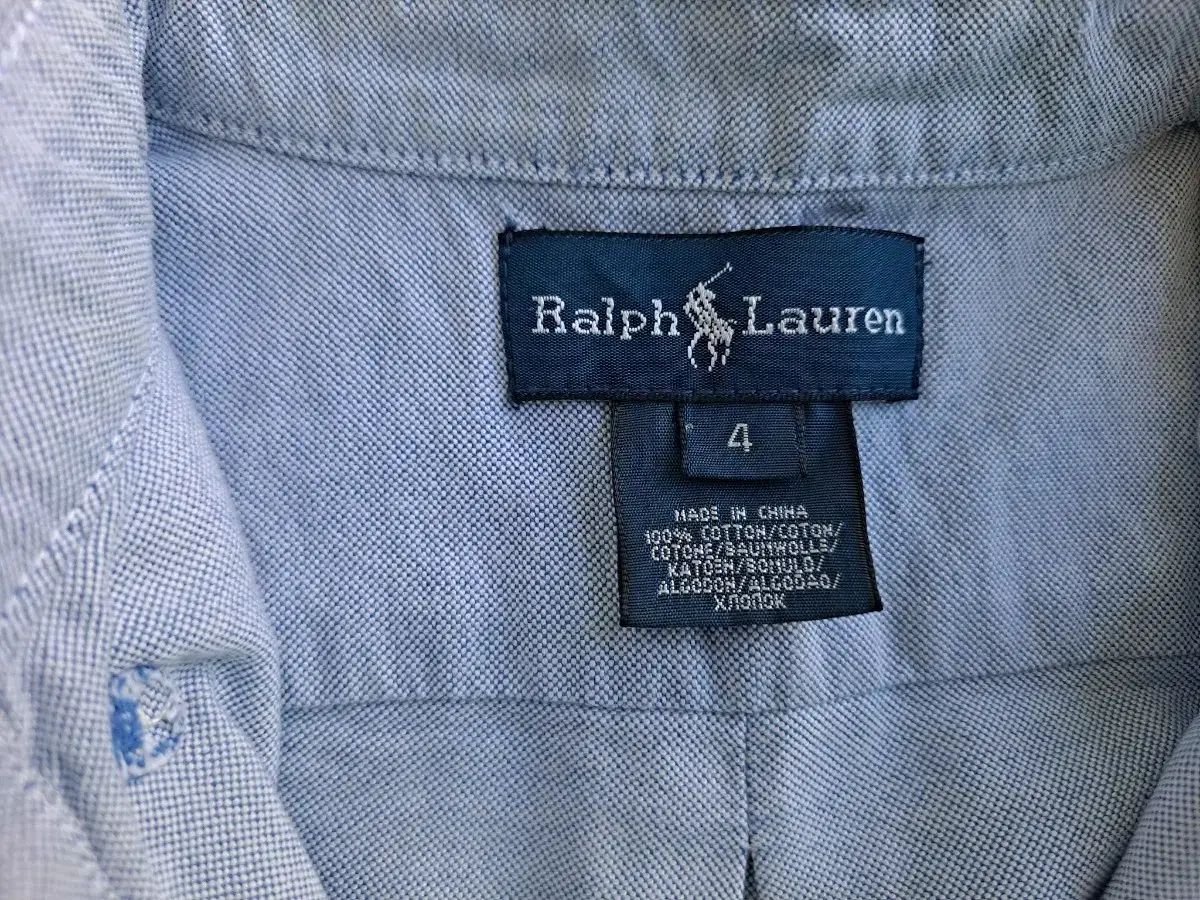 Ralph Lauren
4
MADE IN CHINA
100% COTTON/COTON/
COTONE/BAUMWOLLE/
KATOEN/BOMULD/
ALGODON/ALGODAO/
ХЛОПОК